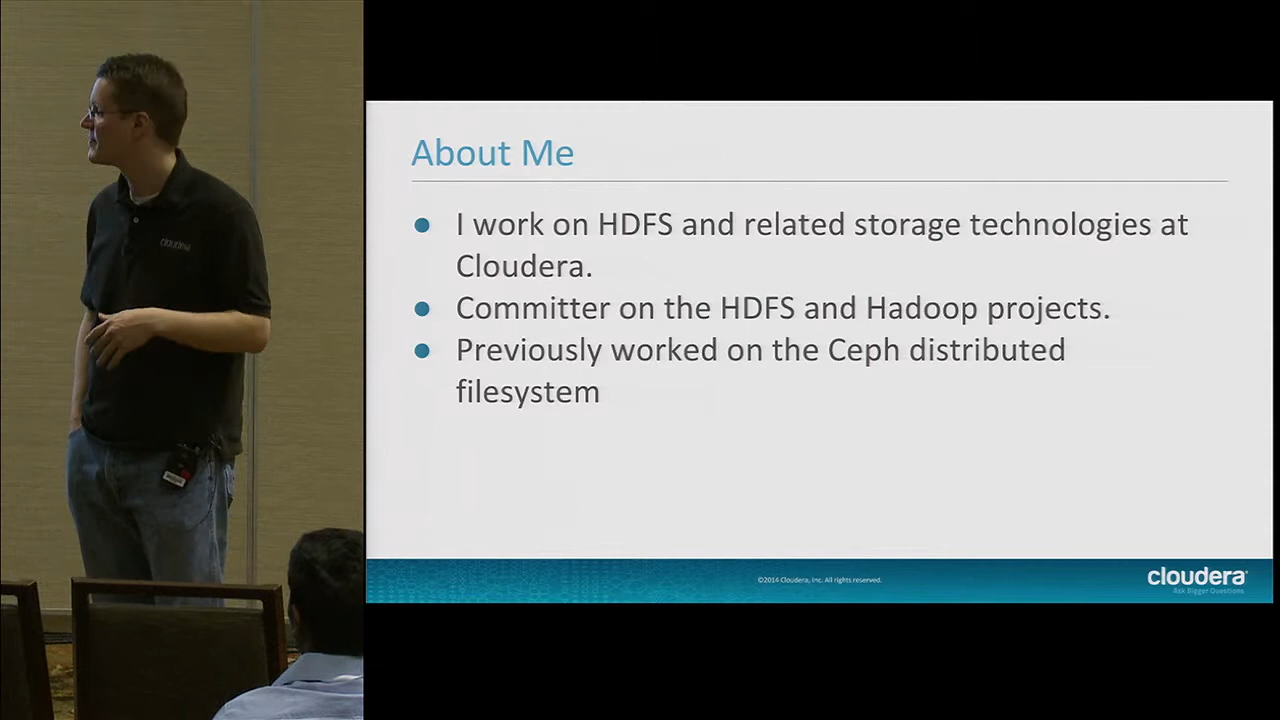 About Me
● I work on HDFS and related storage technologies at
Cloudera.
● Committer on the HDFS and Hadoop projects.
● Previously worked on the Ceph distributed
filesystem
©2014 Cloudera, Inc. All rights reserved.
cloudera
Ask Bigger Questions
cloudera